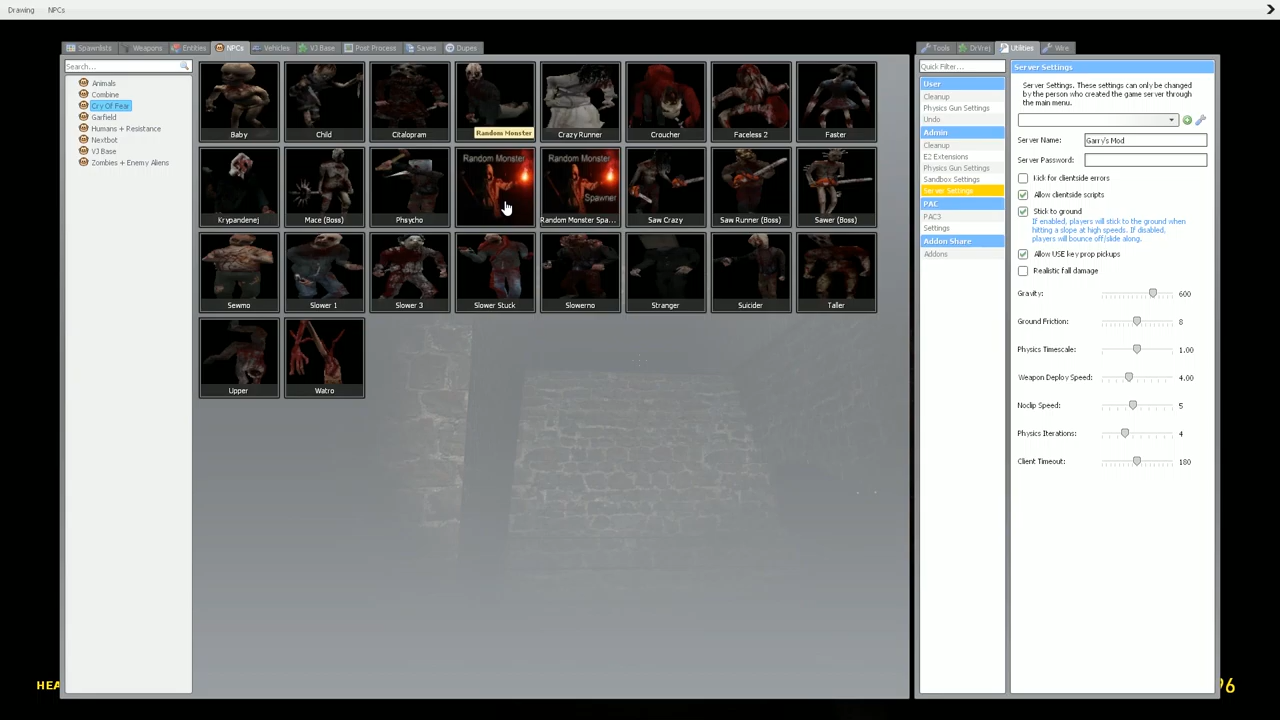 Drawing NPCs
Spawnlists Weapons Entities NPCs Vehicles VJ Base Post Process Saves Dupes
Search...
Animals
Combine
Cry Of Fear
Garfield
Humans + Resistance
Nextbot
VJ Base
Zombies + Enemy Aliens
Baby Child Citalopram Random Monster Crazy Runner Croucher Faceless 2 Faster
Random Monster Random Monster
Spawner
Krypandenej Mace (Boss) Phsycho Random Monster Spa... Saw Crazy Saw Runner (Boss) Sawer (Boss)
Sewmo Slower 1 Slower 3 Slower Stuck Slowerno Stranger Suicider Taller
Upper Watro
HEA
96
Tools Utilities Wire
Quick Filter...
User
Cleanup
Physics Gun Settings
Undo
Admin
Cleanup
E2 Extensions
Physics Gun Settings
Sandbox Settings
Server Settings
PAC
PAC3
Settings
Addon Share
Addons
Server Settings
Server Settings. These settings can only be changed
by the person who created the game server through
the main menu.
Server Name: Garry's Mod
Server Password:
Kick for clientside errors
Allow clientside scripts
Stick to ground
If enabled, players will stick to the ground when
hitting a slope at high speeds. If disabled,
players will bounce off/slide along.
Allow USE key prop pickups
Realistic fall damage
Gravity: 600
Ground Friction: 8
Physics Timescale: 1.00
Weapon Deploy Speed: 4.00
Noclip Speed: 5
Physics Iterations: 4
Client Timeout: 180